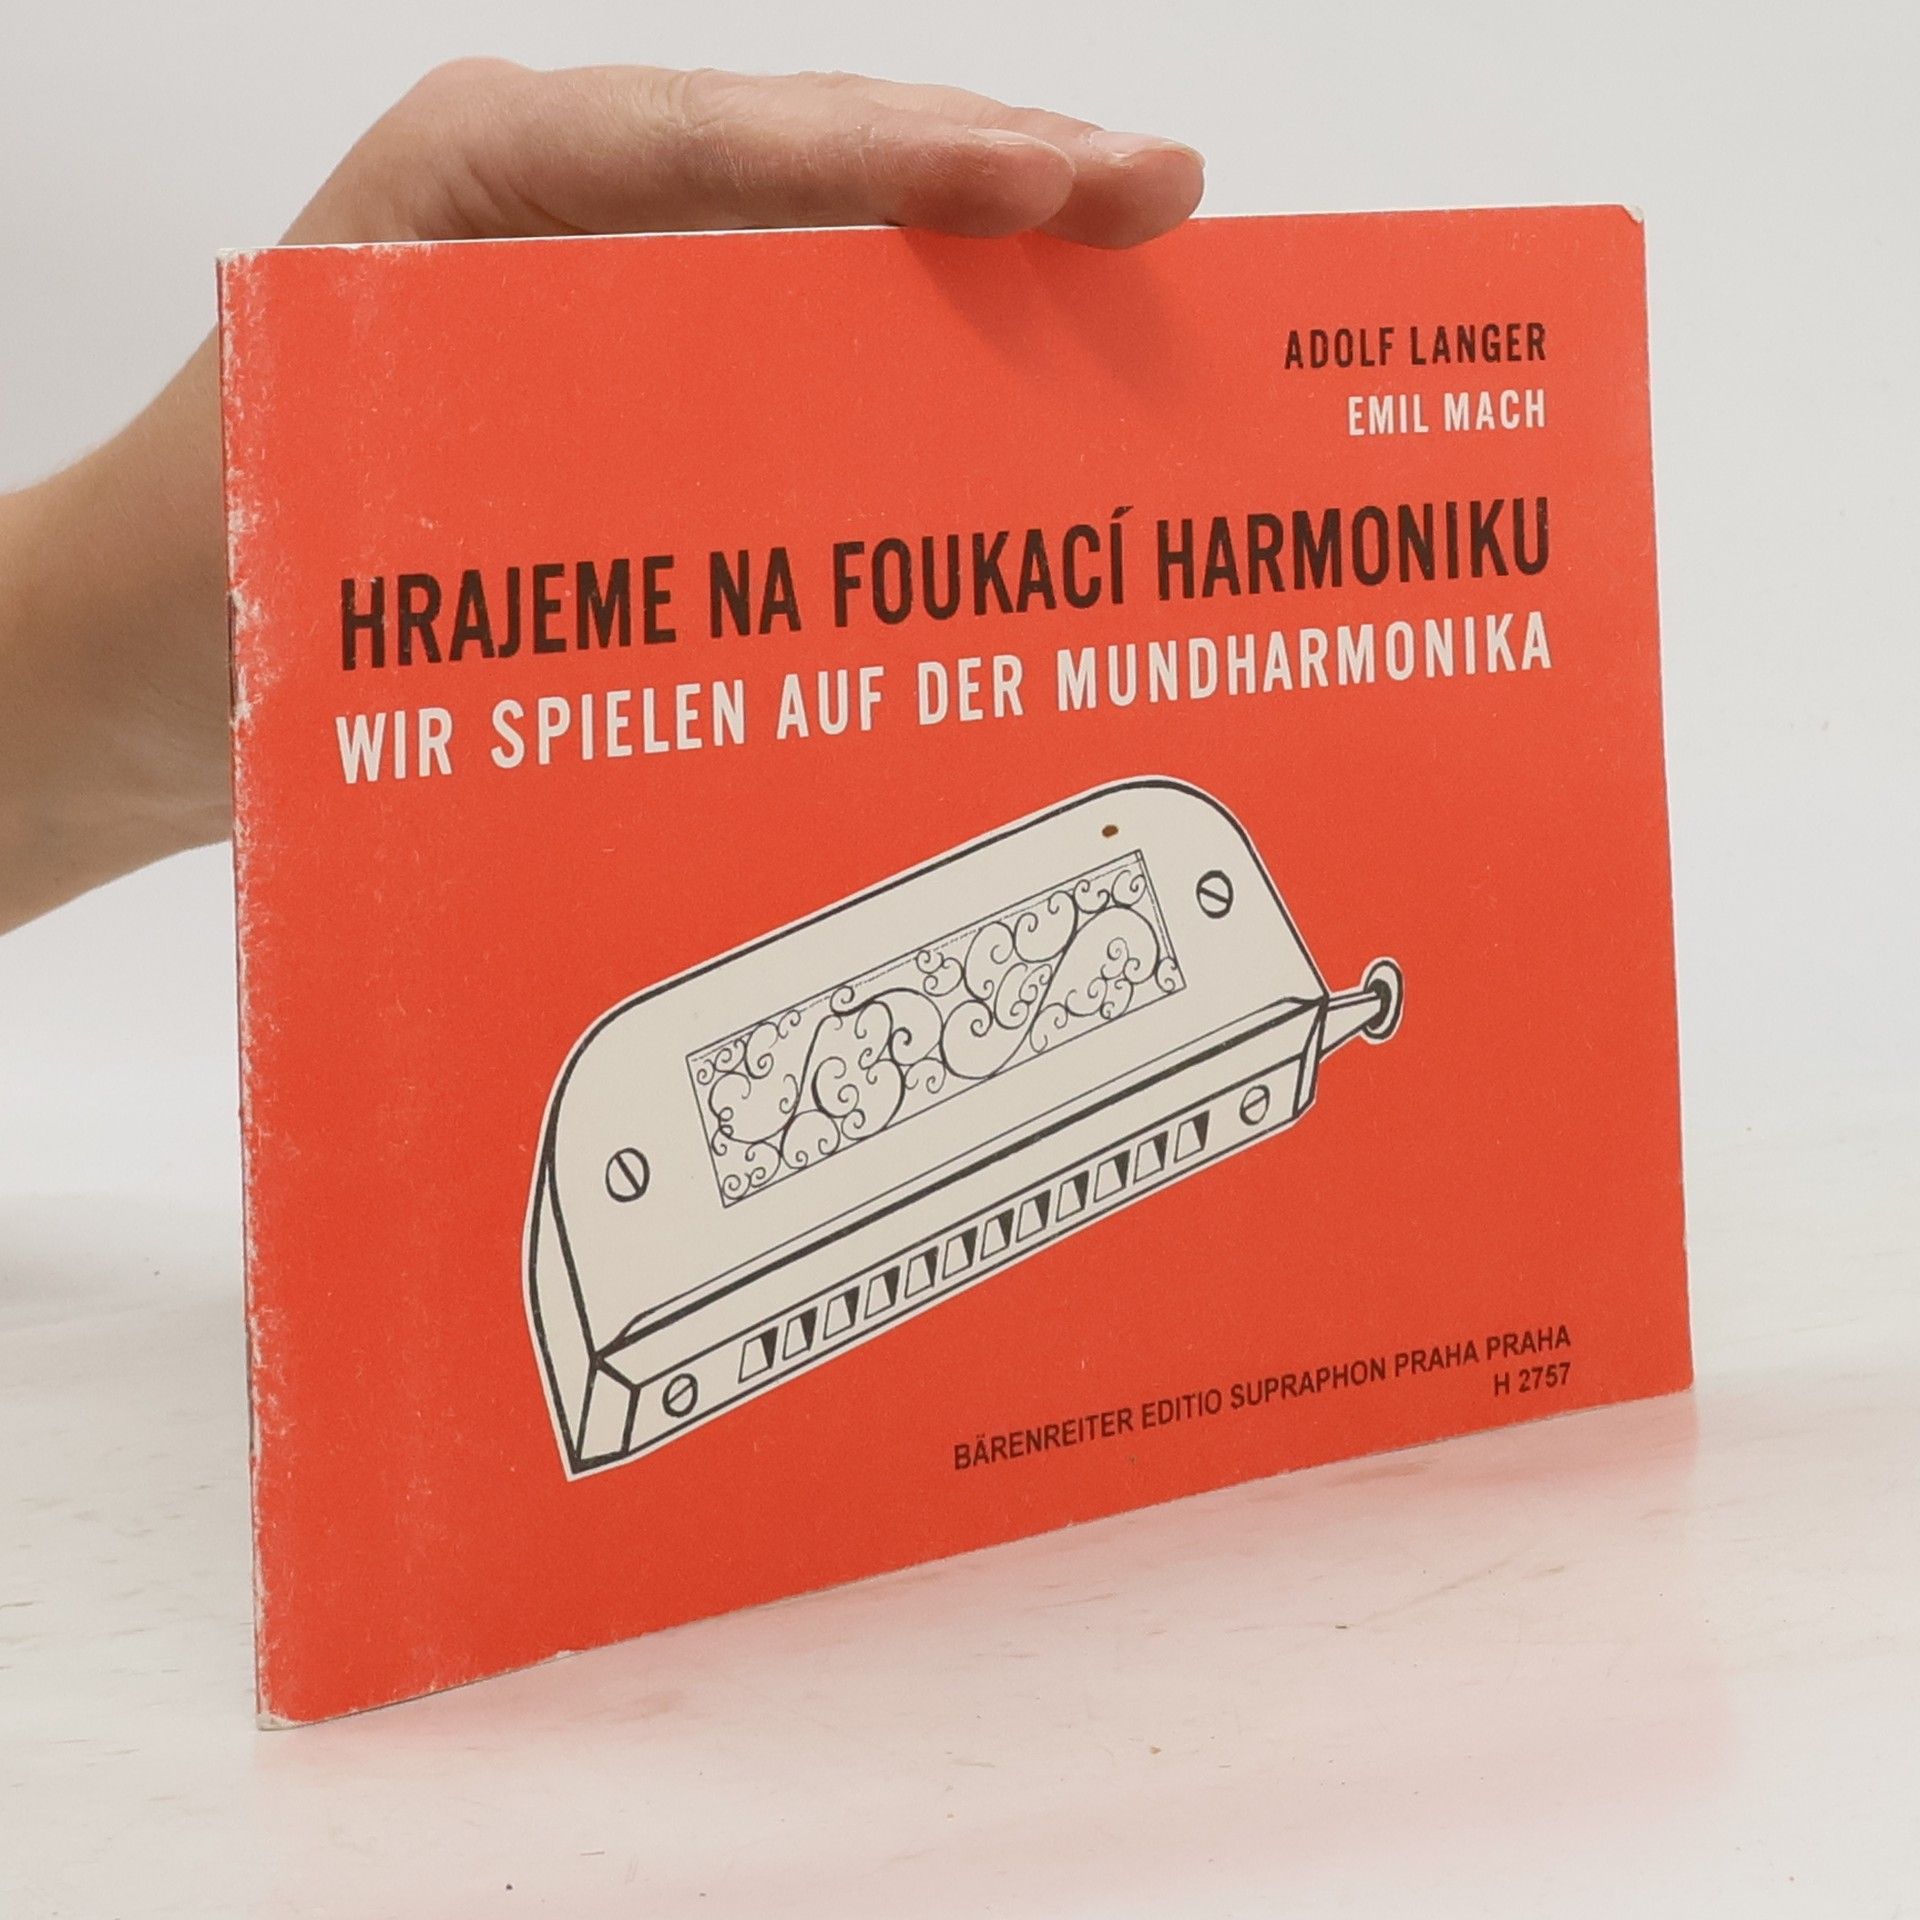 ADOLF LANGER
EMIL MACH
HRAJEME NA FOUKACÍ HARMONIKU
WIR SPIELEN AUF DER MUNDHARMONIKA
BÄRENREITER EDITIO SUPRAPHON PRAHA PRAHA
H 2757